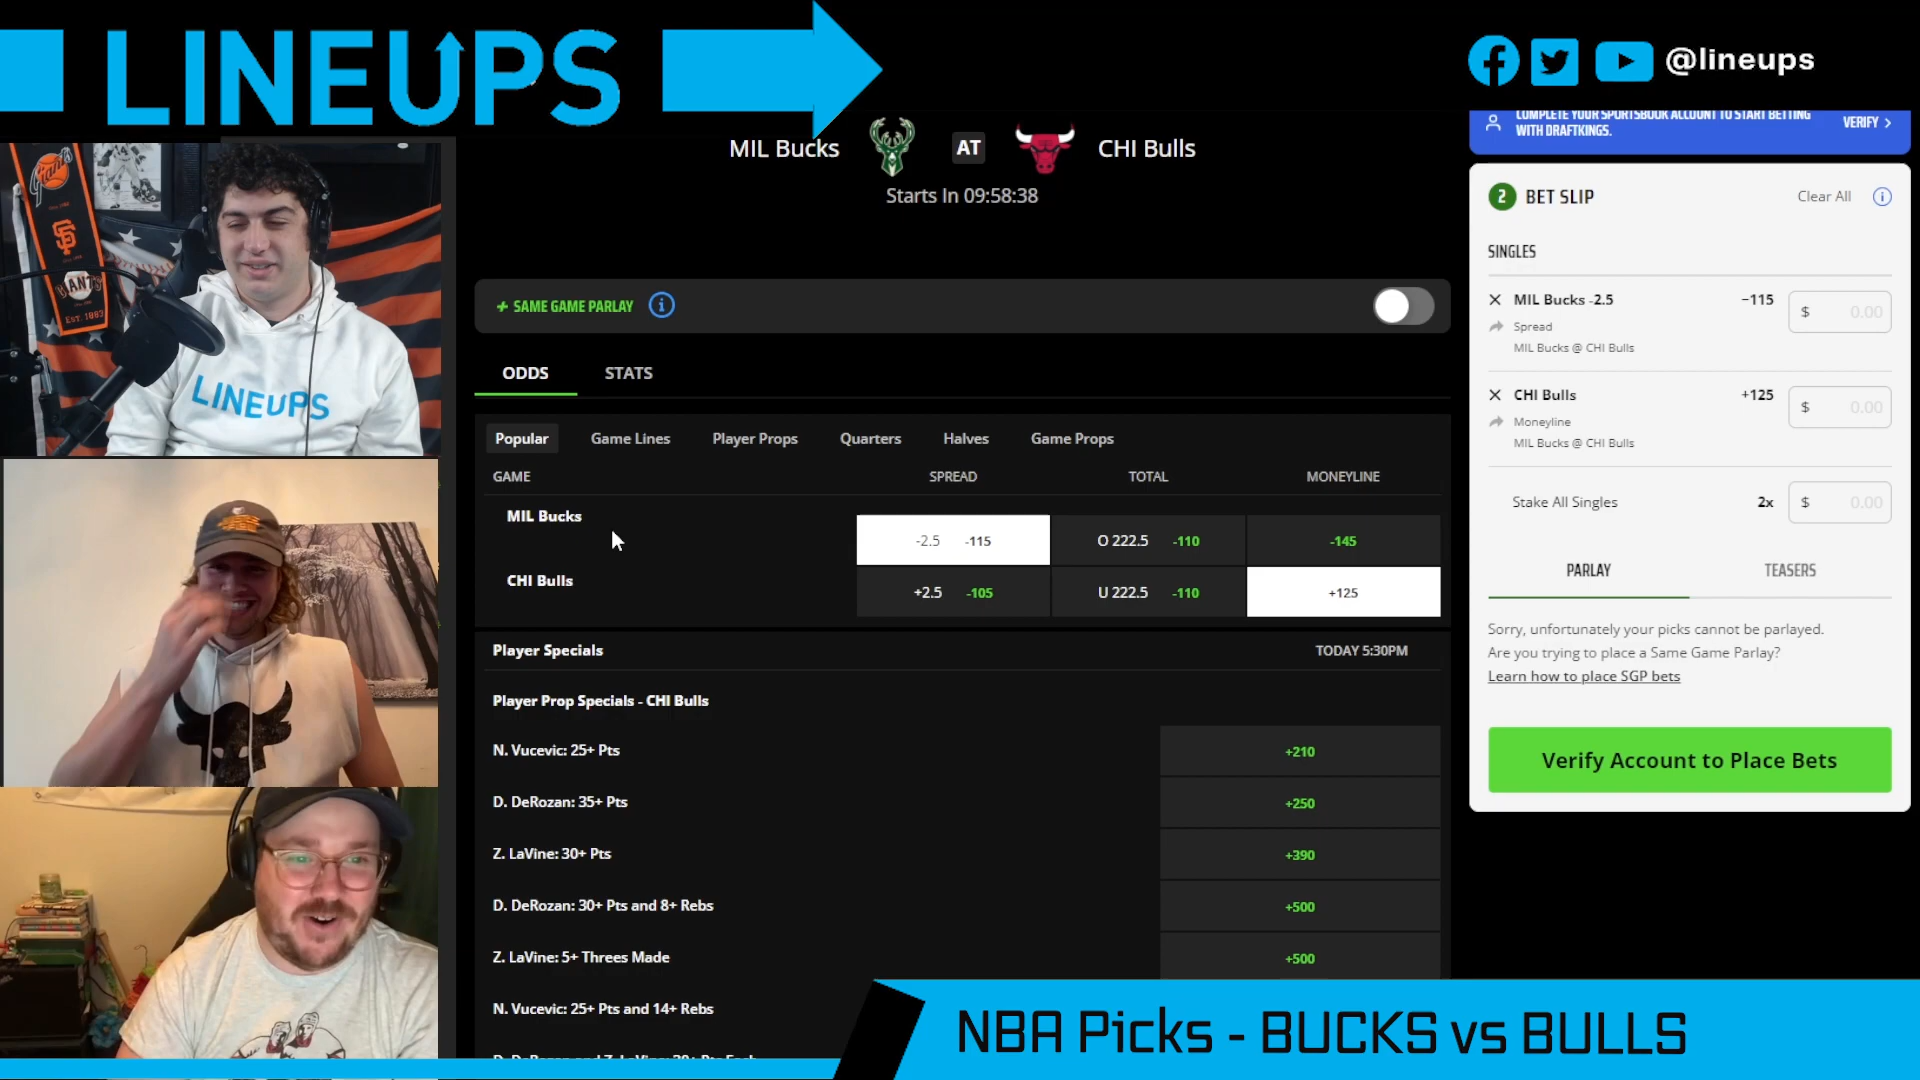 LINEUPS
@lineups
MIL Bucks
AT
CHI Bulls
Starts In 09:58:38
COMPLETE YOUR SPORTSBOOK ACCOUNT TO START BETTING
WITH DRAFTKINGS.
VERIFY >
2 BET SLIP
Clear All
SINGLES
MIL Bucks -2.5
−115
$ 0.00
Spread
MIL Bucks @ CHI Bulls
CHI Bulls
+125
$ 0.00
Moneyline
MIL Bucks @ CHI Bulls
Stake All Singles
2x
$ 0.00
PARLAY
TEASERS
Sorry, unfortunately your picks cannot be parlayed.
Are you trying to place a Same Game Parlay?
Learn how to place SGP bets
Verify Account to Place Bets
+ SAME GAME PARLAY
ODDS
STATS
Popular
Game Lines
Player Props
Quarters
Halves
Game Props
GAME
SPREAD
TOTAL
MONEYLINE
MIL Bucks
-2.5 -115
O 222.5 -110
-145
CHI Bulls
+2.5 -105
U 222.5 -110
+125
Player Specials
TODAY 5:30PM
Player Prop Specials - CHI Bulls
N. Vucevic: 25+ Pts
+210
D. DeRozan: 35+ Pts
+250
Z. LaVine: 30+ Pts
+390
D. DeRozan: 30+ Pts and 8+ Rebs
+500
Z. LaVine: 5+ Threes Made
+500
N. Vucevic: 25+ Pts and 14+ Rebs
Giants
SF
GIANTS
EST. 1883
LINEUPS
NBA Picks - BUCKS vs BULLS